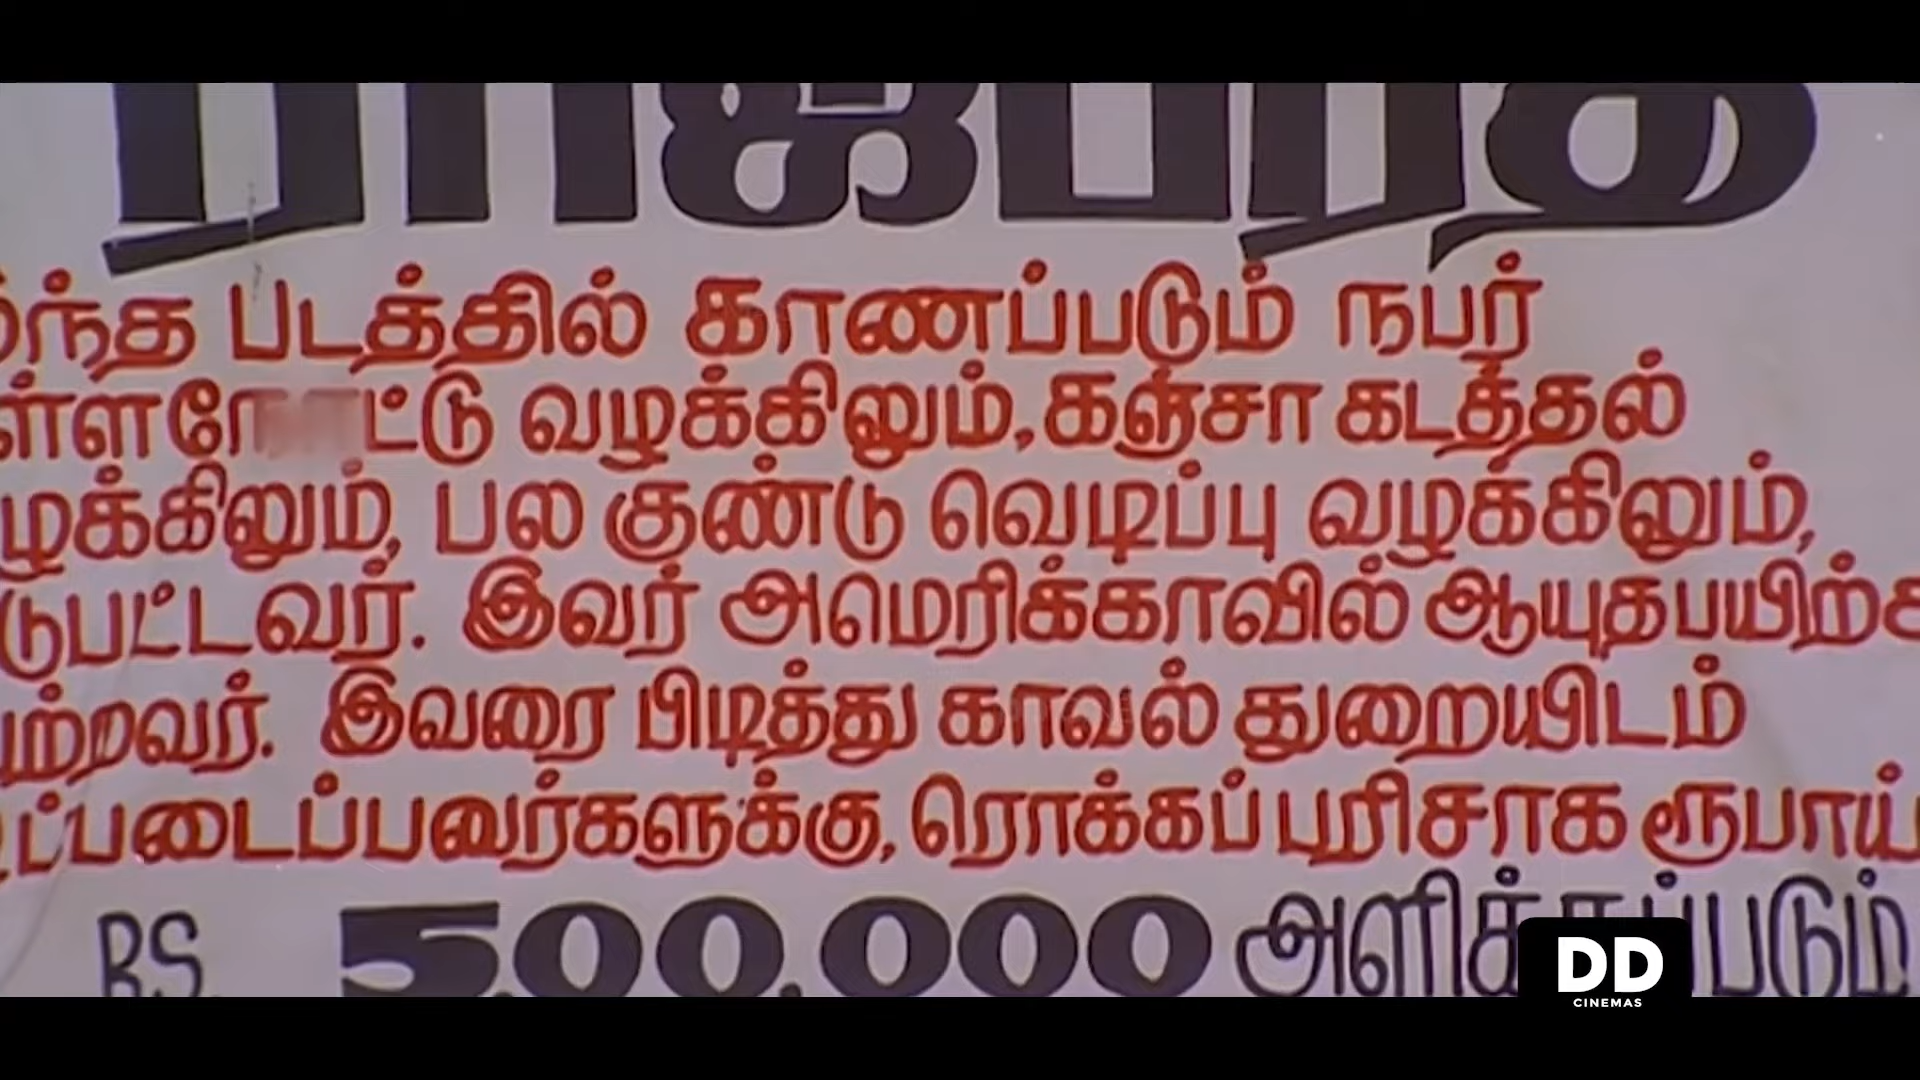 ராஜபரத்
படத்தில் காணப்படும் நபர்
வழக்கிலும், கஞ்சா கடத்தல்
ழக்கிலும், பல குண்டு வெடிப்பு வழக்கிலும்,
டுபட்டவர். இவர் அமெரிக்காவில் ஆயுதபயிற்சி
ற்றவர். இவரை பிடித்து காவல் துறையிடம்
ப்படைப்பவர்களுக்கு, ரொக்கப் பரிசாக ரூபாய்
RS. 5,00,000 அளிக்கப்படும்
DD
CINEMAS